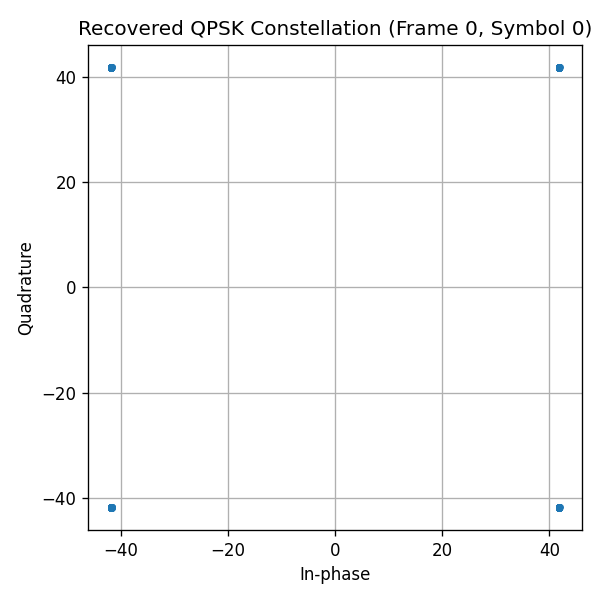 Recovered QPSK Constellation (Frame 0, Symbol 0)
40
20
0
−20
−40
Quadrature
−40 −20 0 20 40
In-phase